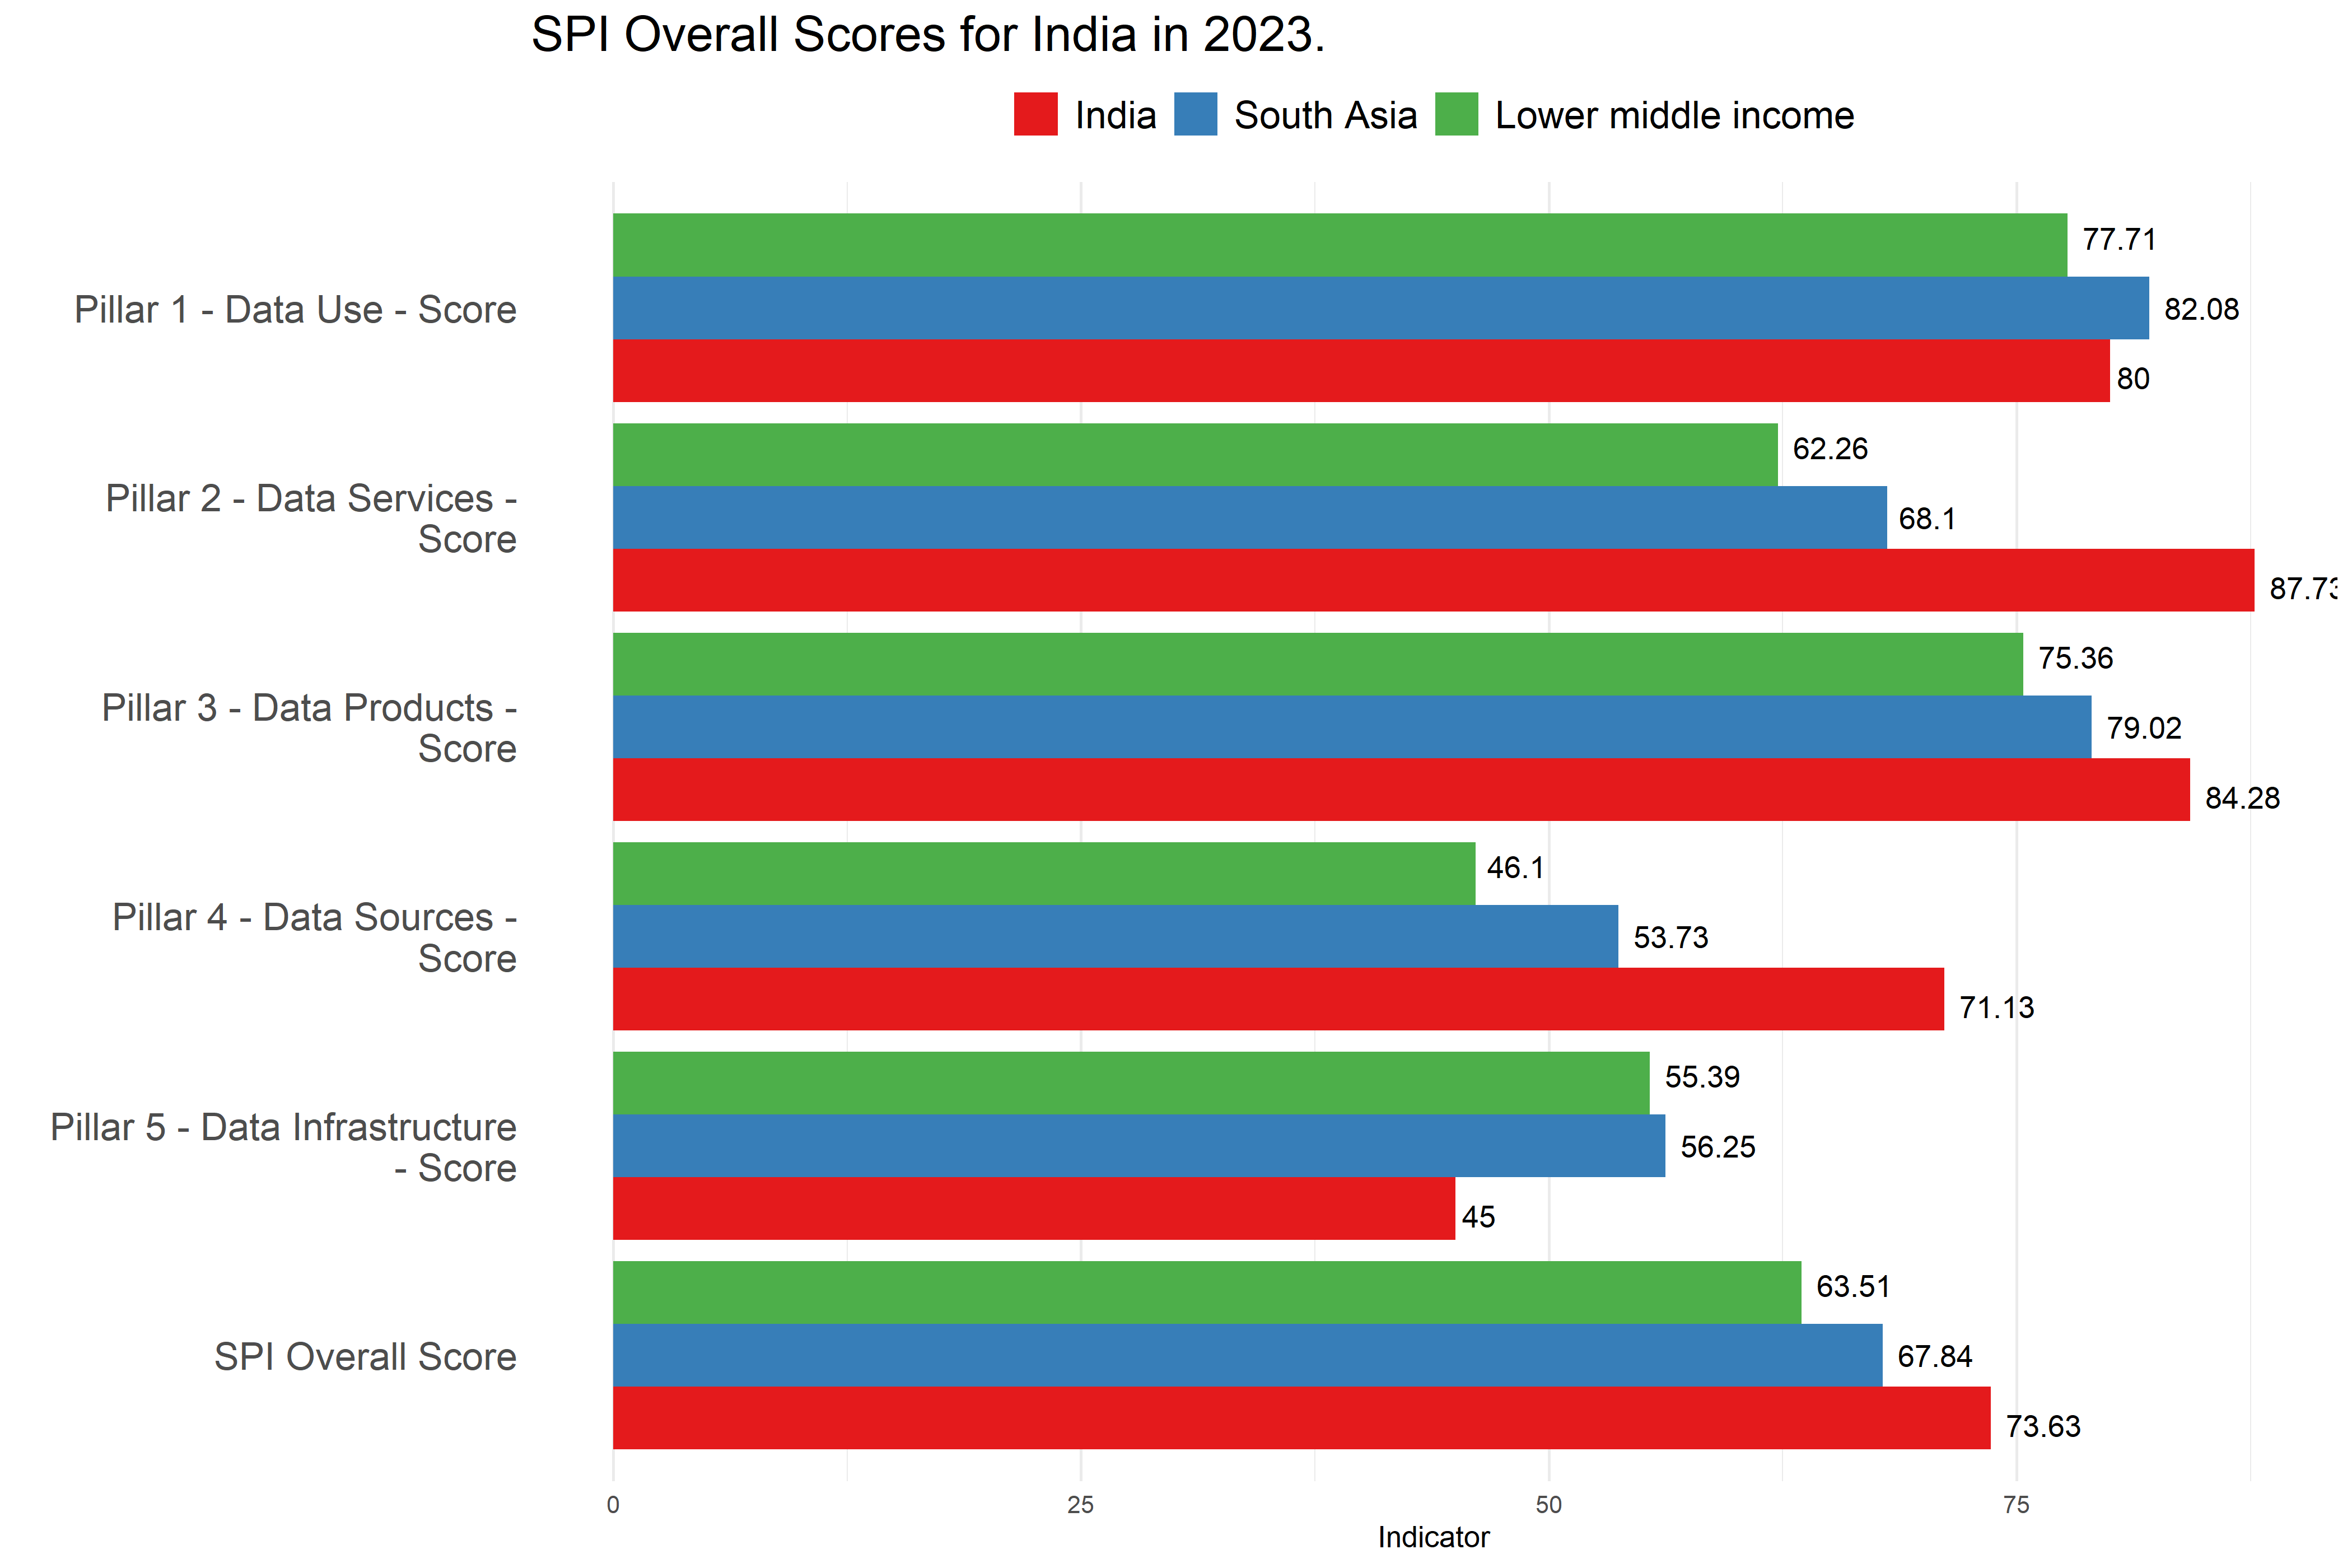 SPI Overall Scores for India in 2023.
India South Asia Lower middle income
Pillar 1 - Data Use - Score
77.71
82.08
80
Pillar 2 - Data Services -
Score
62.26
68.1
87.73
Pillar 3 - Data Products -
Score
75.36
79.02
84.28
Pillar 4 - Data Sources -
Score
46.1
53.73
71.13
Pillar 5 - Data Infrastructure
- Score
55.39
56.25
45
SPI Overall Score
63.51
67.84
73.63
0 25 50 75
Indicator